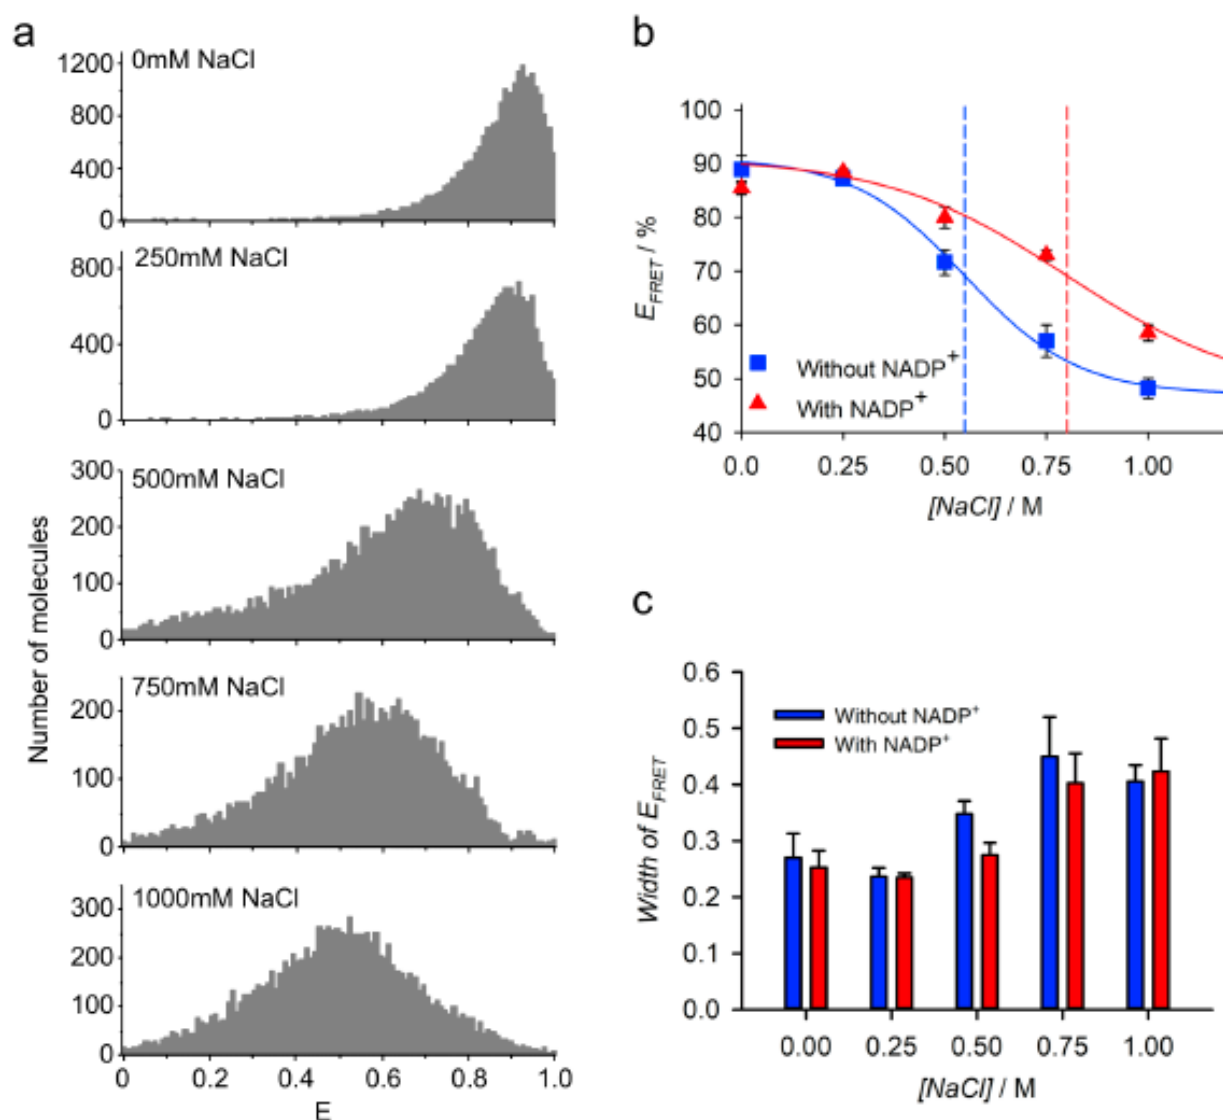 a
0mM NaCl
1200
800
400
0
250mM NaCl
800
400
0
500mM NaCl
300
200
100
0
750mM NaCl
200
100
0
1000mM NaCl
300
200
100
0
0 0.2 0.4 0.6 0.8 1.0
E
Number of molecules
b
100
90
80
70
60
50
40
E_FRET / %
Without NADP⁺
With NADP⁺
0.0 0.25 0.50 0.75 1.00
[NaCl] / M
c
0.6
0.5
0.4
0.3
0.2
0.1
0.0
Width of E_FRET
Without NADP⁺
With NADP⁺
0.00 0.25 0.50 0.75 1.00
[NaCl] / M